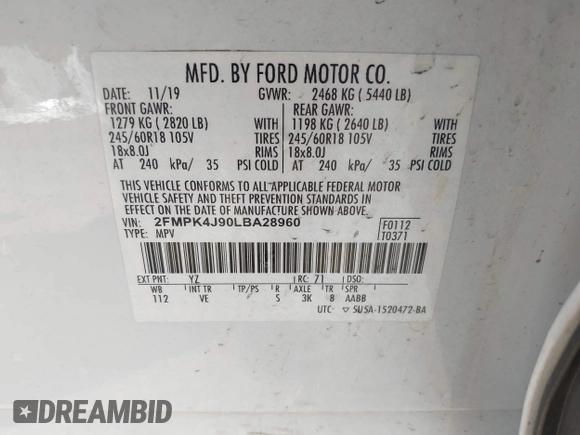 MFD. BY FORD MOTOR CO.
DATE: 11/19 GVWR: 2468 KG ( 5440 LB)
FRONT GAWR: REAR GAWR:
1279 KG ( 2820 LB) WITH 1198 KG ( 2640 LB) WITH
245/60R18 105V TIRES 245/60R18 105V TIRES
18x8.0J RIMS 18x8.0J RIMS
AT 240 kPa/ 35 PSI COLD AT 240 kPa/ 35 PSI COLD
THIS VEHICLE CONFORMS TO ALL APPLICABLE FEDERAL MOTOR
VEHICLE SAFETY AND THEFT PREVENTION STANDARDS IN
EFFECT ON THE DATE OF MANUFACTURE SHOWN ABOVE.
VIN: 2FMPK4J90LBA28960 F0112
TYPE: MPV T0371
EXT PNT: YZ RC: 71 DSO:
WB INT TR TP/PS R AXLE TR SPR
112 VE S 3K 8 AABB
UTC ▽ 5U5A-1520472-BA
DREAMBID